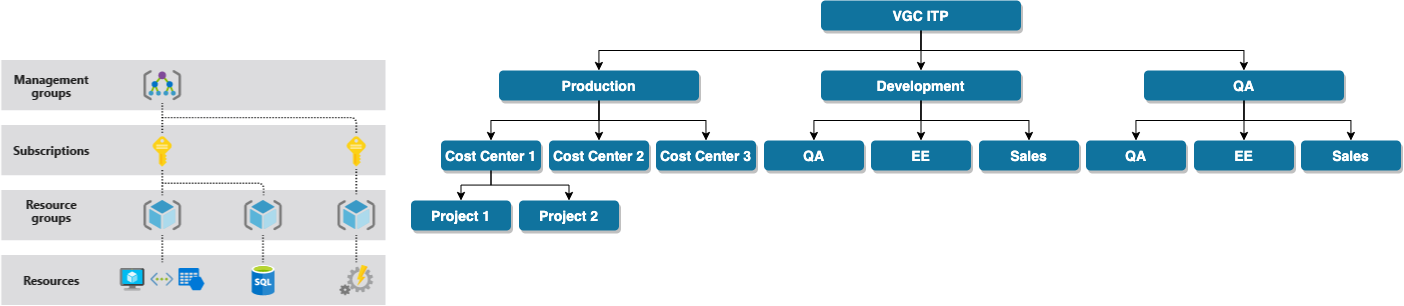 Management
groups
Subscriptions
Resource
groups
Resources
SQL
VGC ITP
Production
Development
QA
Cost Center 1
Cost Center 2
Cost Center 3
QA
EE
Sales
QA
EE
Sales
Project 1
Project 2